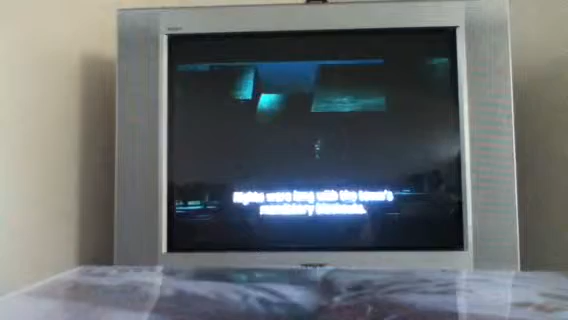 Nights were long with the town's
mandatory blackouts.